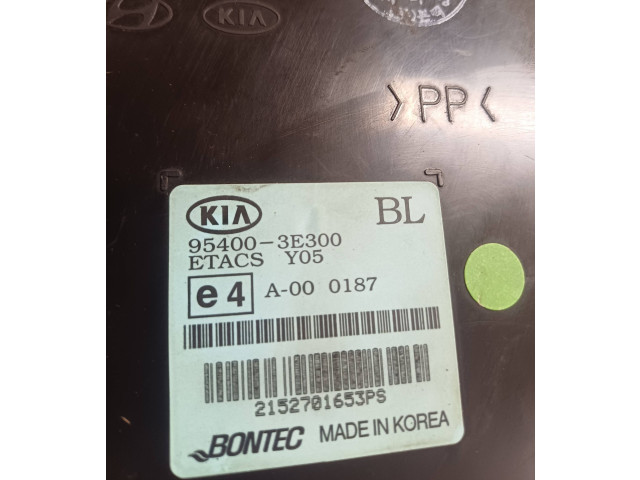 KIA
>PP<
KIA BL
95400-3E300
ETACS Y05
e4 A-00 0187
2152701653PS
BONTEC MADE IN KOREA